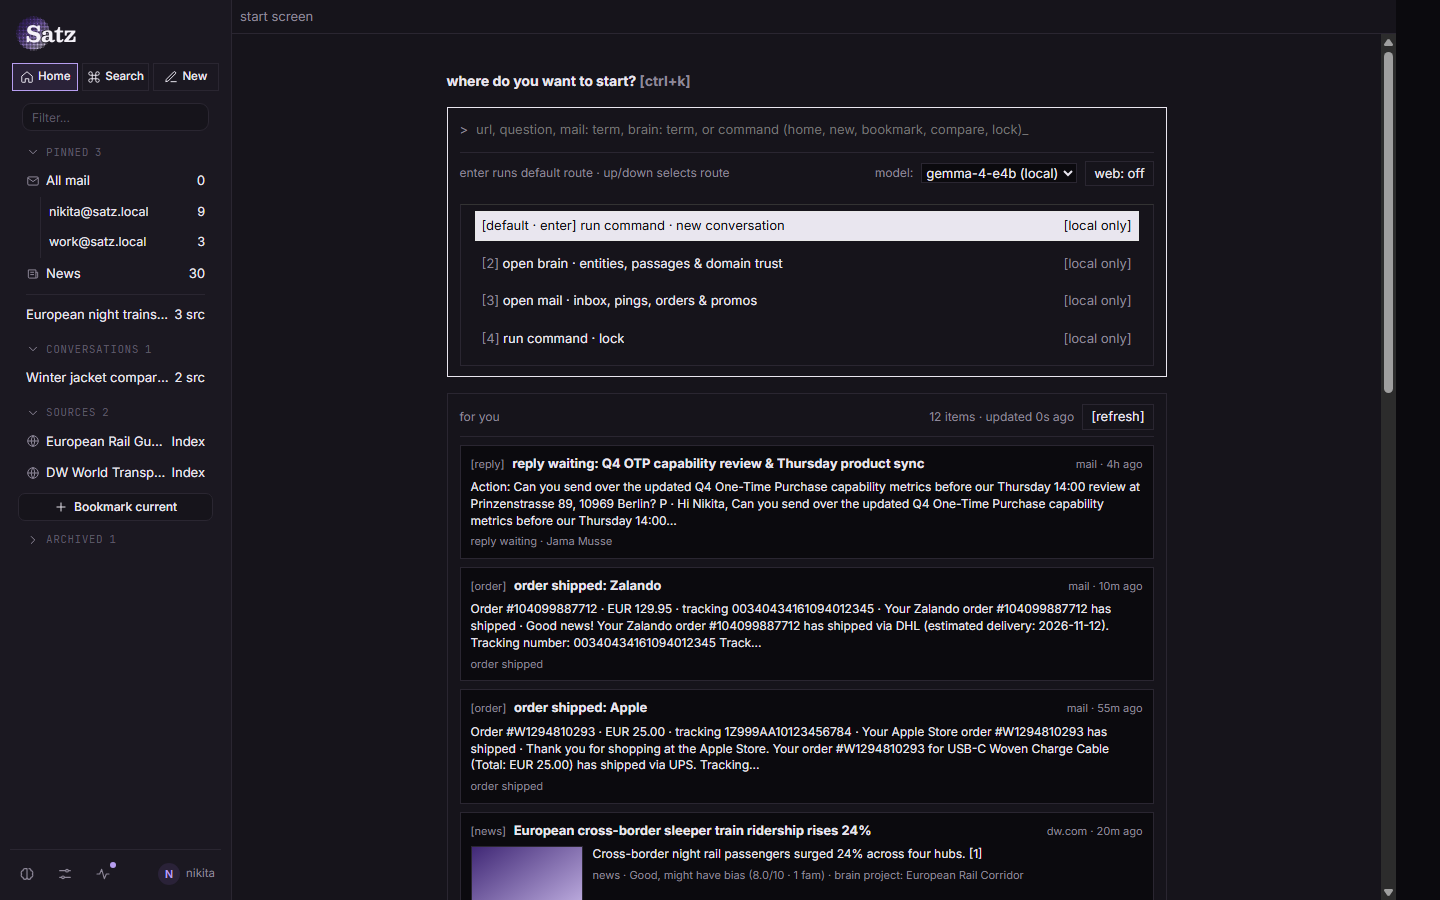 Satz
Home
Search
New
Filter...
PINNED 3
All mail 0
nikita@satz.local 9
work@satz.local 3
News 30
European night trains... 3 src
CONVERSATIONS 1
Winter jacket compar... 2 src
SOURCES 2
European Rail Gu... Index
DW World Transp... Index
+ Bookmark current
ARCHIVED 1
N nikita
start screen
where do you want to start? [ctrl+k]
> url, question, mail: term, brain: term, or command (home, new, bookmark, compare, lock)_
enter runs default route · up/down selects route model: gemma-4-e4b (local) web: off
[default · enter] run command · new conversation [local only]
[2] open brain · entities, passages & domain trust [local only]
[3] open mail · inbox, pings, orders & promos [local only]
[4] run command · lock [local only]
for you 12 items · updated 0s ago [refresh]
[reply] reply waiting: Q4 OTP capability review & Thursday product sync mail · 4h ago
Action: Can you send over the updated Q4 One-Time Purchase capability metrics before our Thursday 14:00 review at
Prinzenstrasse 89, 10969 Berlin? P · Hi Nikita, Can you send over the updated Q4 One-Time Purchase capability
metrics before our Thursday 14:00...
reply waiting · Jama Musse
[order] order shipped: Zalando mail · 10m ago
Order #104099887712 · EUR 129.95 · tracking 00340434161094012345 · Your Zalando order #104099887712 has
shipped · Good news! Your Zalando order #104099887712 has shipped via DHL (estimated delivery: 2026-11-12).
Tracking number: 00340434161094012345 Track...
order shipped
[order] order shipped: Apple mail · 55m ago
Order #W1294810293 · EUR 25.00 · tracking 1Z999AA10123456784 · Your Apple Store order #W1294810293 has
shipped · Thank you for shopping at the Apple Store. Your order #W1294810293 for USB-C Woven Charge Cable
(Total: EUR 25.00) has shipped via UPS. Tracking...
order shipped
[news] European cross-border sleeper train ridership rises 24% dw.com · 20m ago
Cross-border night rail passengers surged 24% across four hubs. [1]
news · Good, might have bias (8.0/10 · 1 fam) · brain project: European Rail Corridor